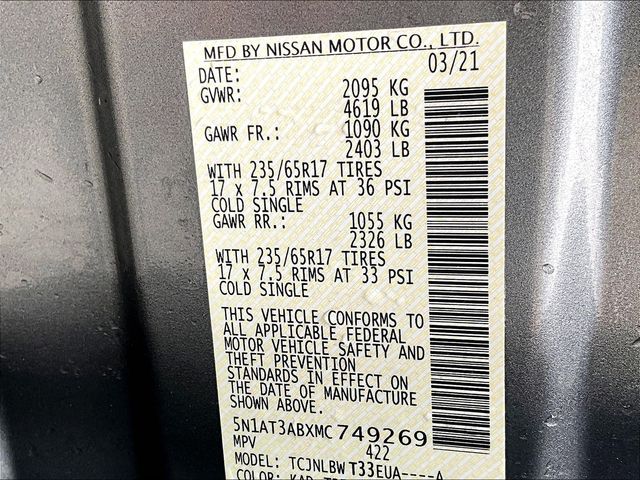 MFD BY NISSAN MOTOR CO., LTD.
DATE: 03/21
GVWR: 2095 KG
4619 LB
GAWR FR.: 1090 KG
2403 LB
WITH 235/65R17 TIRES
17 x 7.5 RIMS AT 36 PSI
COLD SINGLE
GAWR RR.: 1055 KG
2326 LB
WITH 235/65R17 TIRES
17 x 7.5 RIMS AT 33 PSI
COLD SINGLE
THIS VEHICLE CONFORMS TO
ALL APPLICABLE FEDERAL
MOTOR VEHICLE SAFETY AND
THEFT PREVENTION
STANDARDS IN EFFECT ON
THE DATE OF MANUFACTURE
SHOWN ABOVE.
5N1AT3ABXMC749269
MPV 422
MODEL: TCJNLBW T33EUA----A
COLOR: KAD